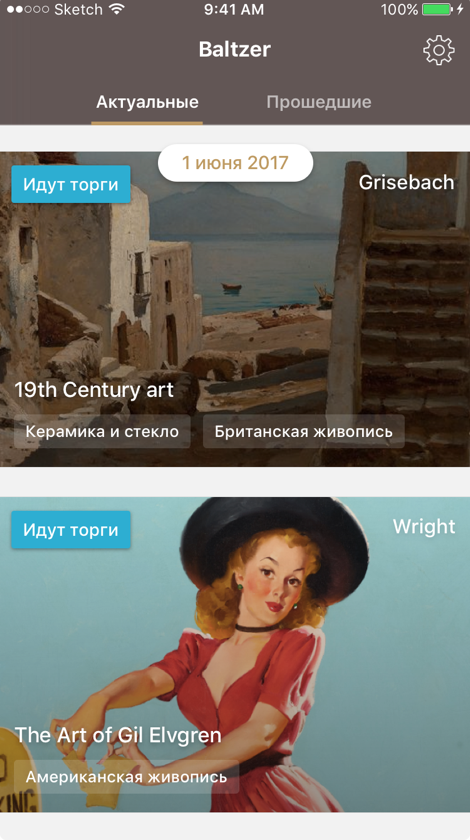 Sketch 9:41 AM 100%
Baltzer
Актуальные Прошедшие
1 июня 2017
Идут торги Grisebach
19th Century art
Керамика и стекло Британская живопись
Идут торги Wright
The Art of Gil Elvgren
Американская живопись
KING